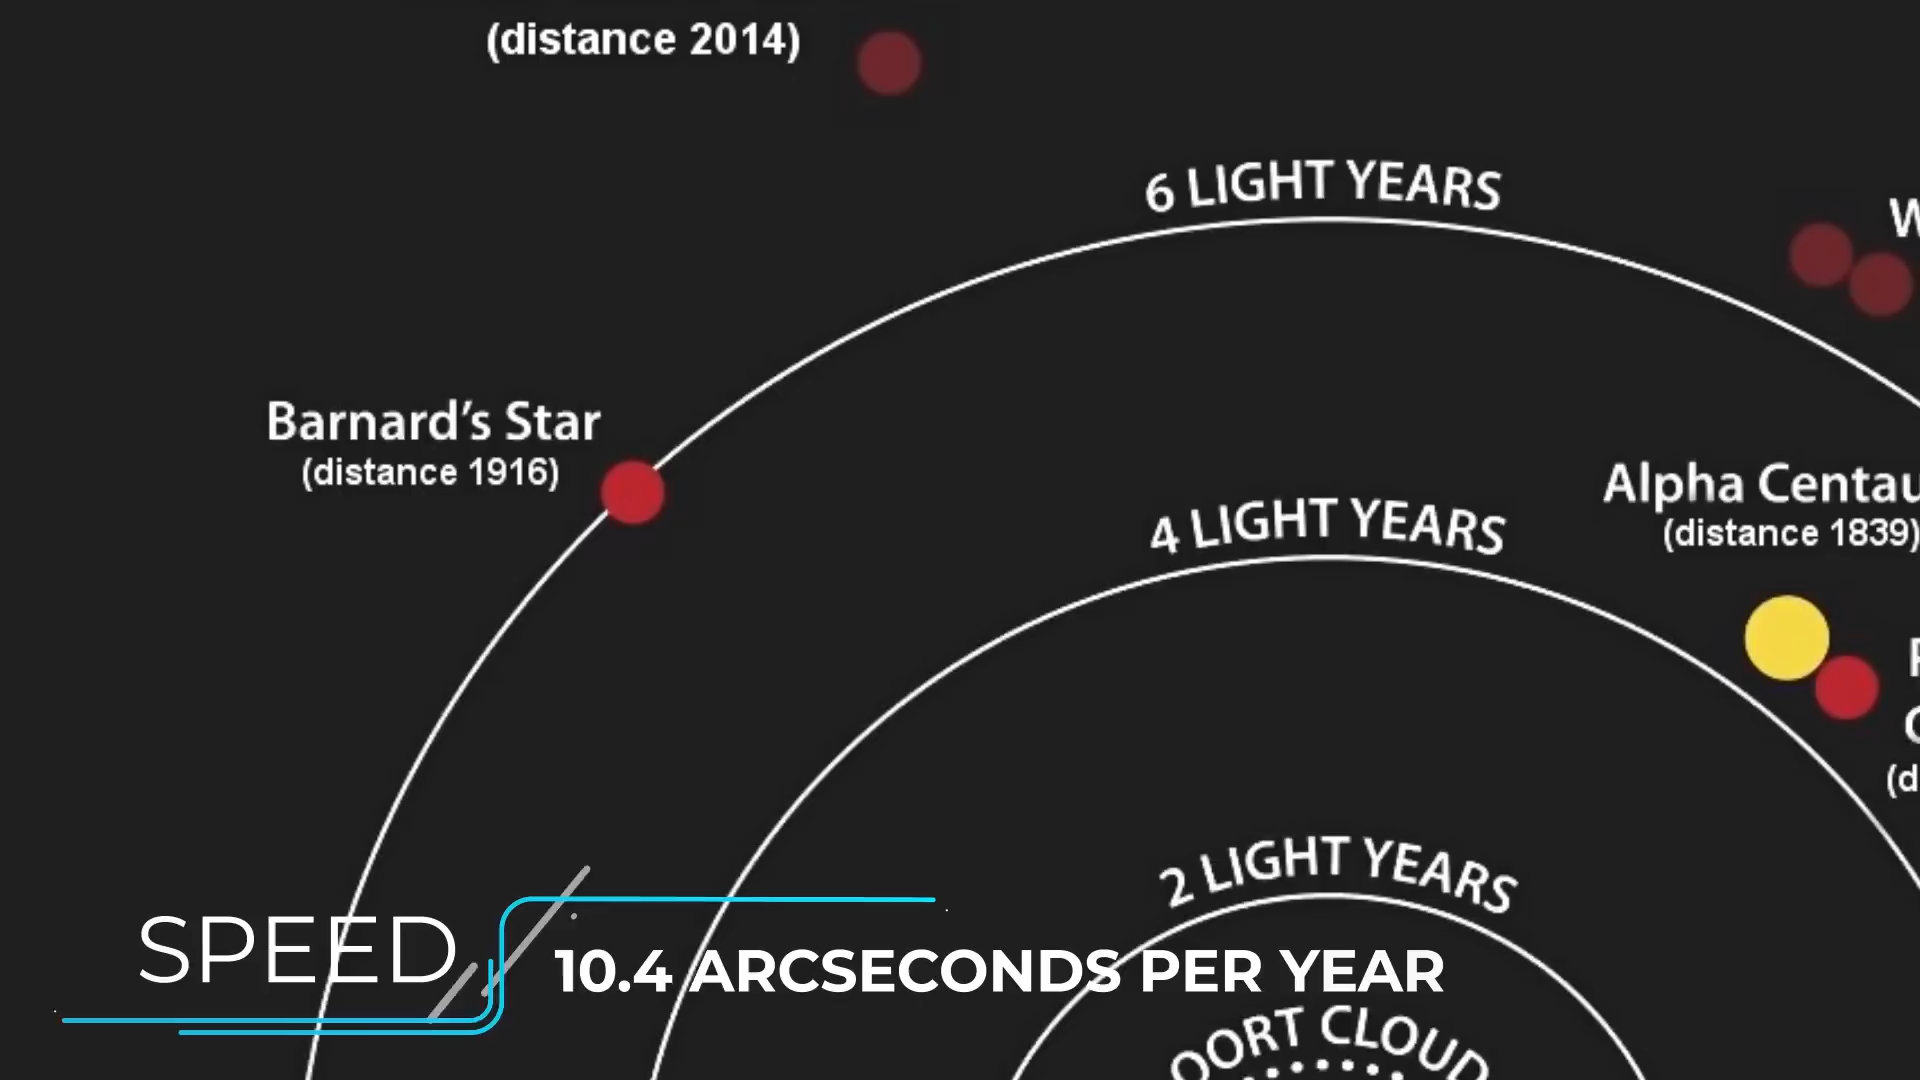 (distance 2014)
6 LIGHT YEARS
Barnard's Star
(distance 1916)
4 LIGHT YEARS
Alpha Centau
(distance 1839)
(d
2 LIGHT YEARS
SPEED
10.4 ARCSECONDS PER YEAR
OORT CLOUD